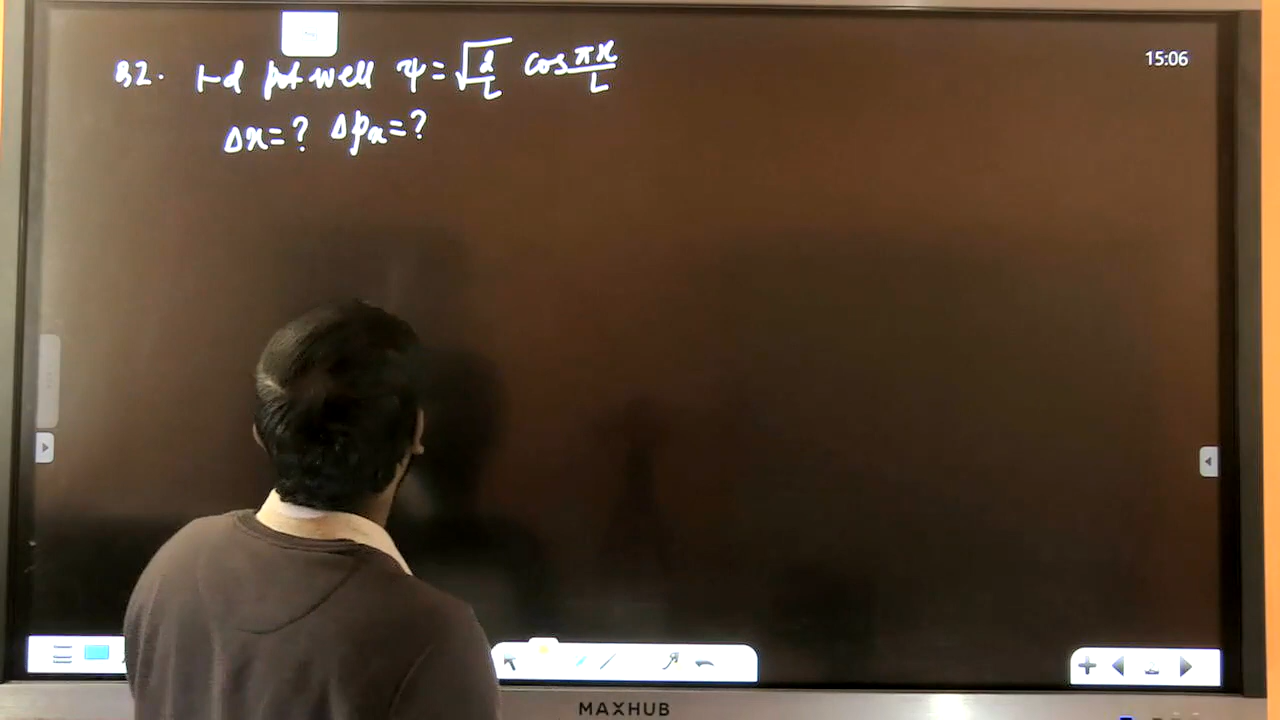 32. 1-d pot well ψ = √(2/L) cos πx/L
Δx = ? Δpx = ?
15:06
MAXHUB